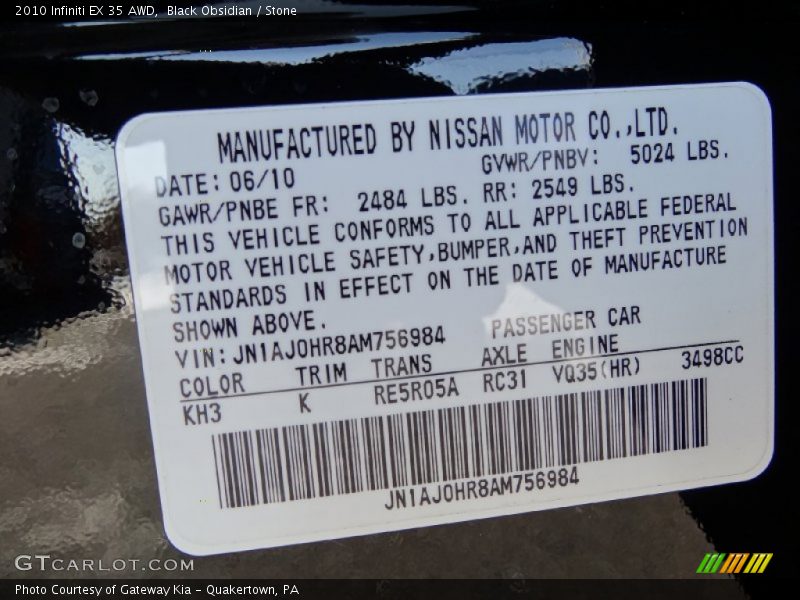 2010 Infiniti EX 35 AWD, Black Obsidian / Stone
MANUFACTURED BY NISSAN MOTOR CO.,LTD.
DATE: 06/10 GVWR/PNBV: 5024 LBS.
GAWR/PNBE FR: 2484 LBS. RR: 2549 LBS.
THIS VEHICLE CONFORMS TO ALL APPLICABLE FEDERAL
MOTOR VEHICLE SAFETY,BUMPER,AND THEFT PREVENTION
STANDARDS IN EFFECT ON THE DATE OF MANUFACTURE
SHOWN ABOVE.
VIN: JN1AJ0HR8AM756984 PASSENGER CAR
COLOR TRIM TRANS AXLE ENGINE
KH3 K RE5R05A RC31 VQ35(HR) 3498CC
JN1AJ0HR8AM756984
GTCARLOT.COM
Photo Courtesy of Gateway Kia - Quakertown, PA